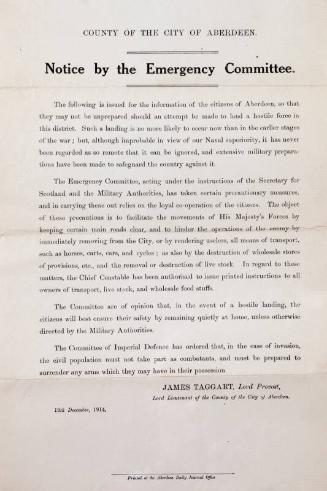 COUNTY OF THE CITY OF ABERDEEN.
Notice by the Emergency Committee.
The following is issued for the information of the citizens of Aberdeen, so that
they may not be unprepared should an attempt be made to land a hostile force in
this district. Such a landing is no more likely to occur now than in the earlier stages
of the war; but, although improbable in view of our Naval superiority, it has never
been regarded as so remote that it can be ignored, and extensive military prepara-
tions have been made to safeguard the country against it.
The Emergency Committee, acting under the instructions of the Secretary for
Scotland and the Military Authorities, has taken certain precautionary measures,
and in carrying these out relies on the loyal co-operation of the citizens. The object
of these precautions is to facilitate the movements of His Majesty's Forces by
keeping certain main roads clear, and to hinder the operations of the enemy by
immediately removing from the City, or by rendering useless, all means of transport,
such as horses, carts, cars, and cycles; as also by the destruction of wholesale stores
of provisions, etc., and the removal or destruction of live stock. In regard to these
matters, the Chief Constable has been authorised to issue printed instructions to all
owners of transport, live stock, and wholesale food stuffs.
The Committee are of opinion that, in the event of a hostile landing, the
citizens will best ensure their safety by remaining quietly at home, unless otherwise
directed by the Military Authorities.
The Committee of Imperial Defence has ordered that, in the case of invasion,
the civil population must not take part as combatants, and must be prepared to
surrender any arms which they may have in their possession
JAMES TAGGART, Lord Provost,
Lord Lieutenant of the County of the City of Aberdeen.
December, 1914.
Printed at the Aberdeen Daily Journal Office